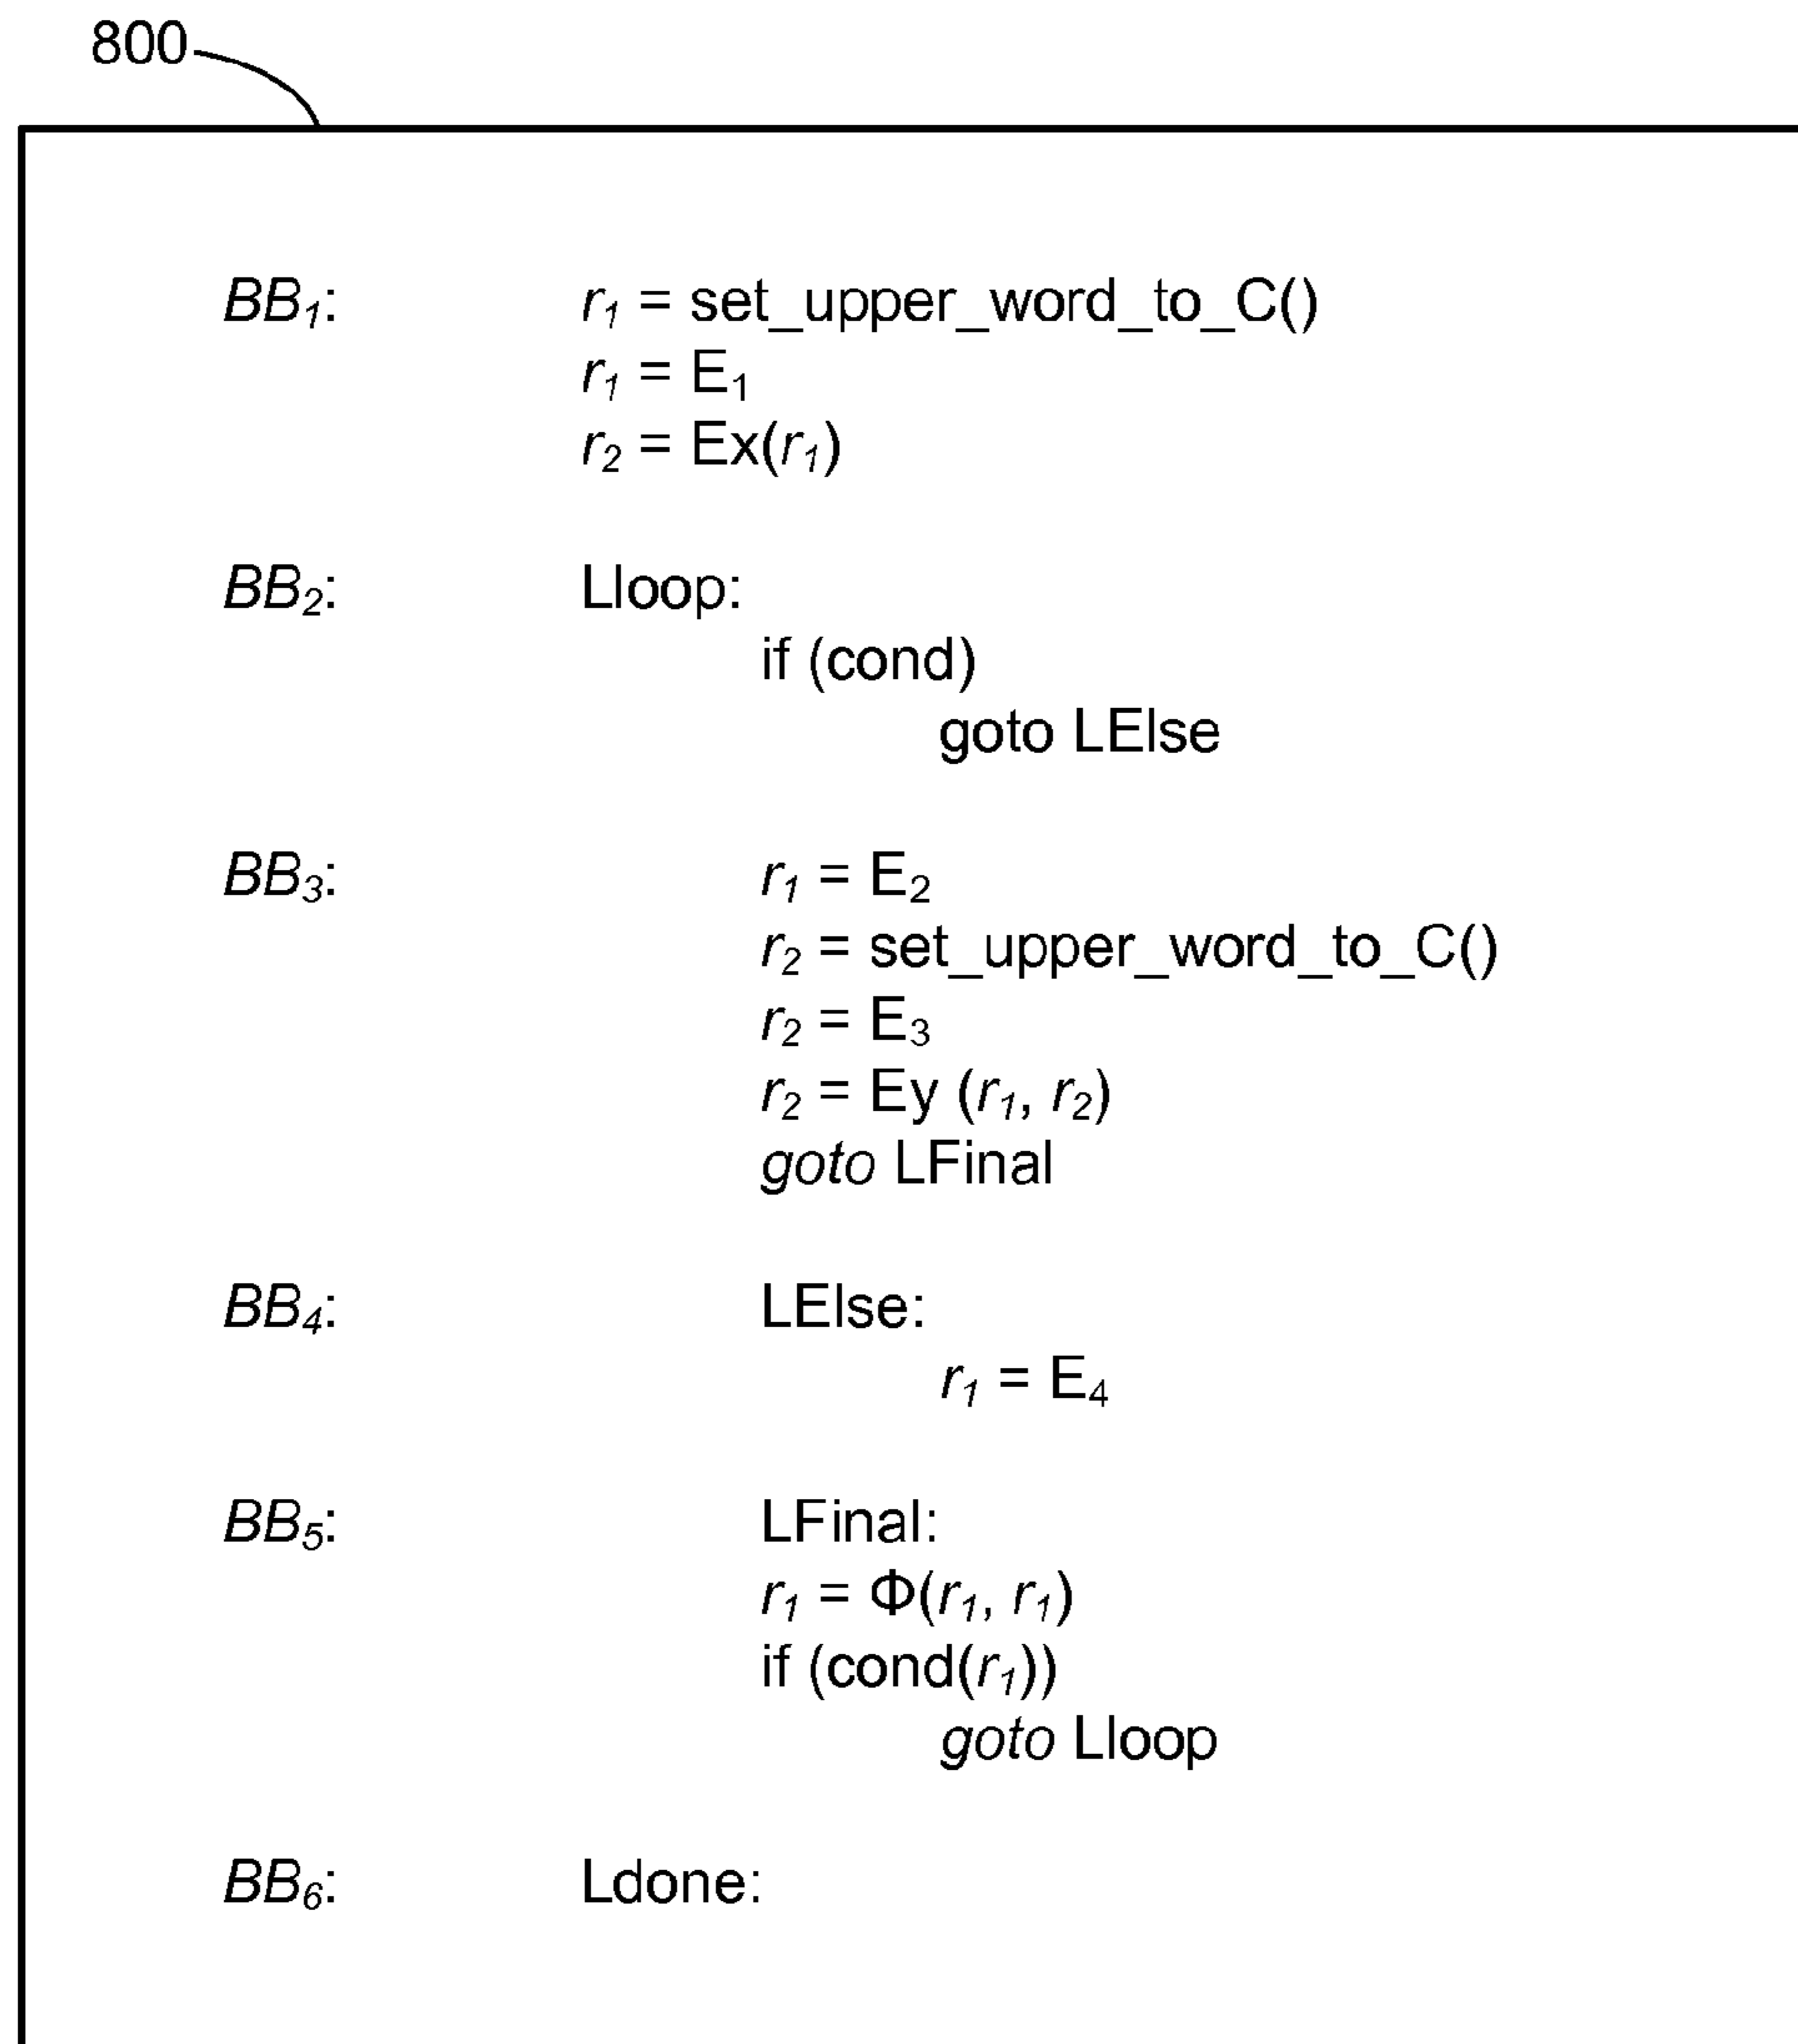 800
BB₁: r₁ = set_upper_word_to_C()
r₁ = E₁
r₂ = Ex(r₁)
BB₂: Lloop:
if (cond)
goto LElse
BB₃: r₁ = E₂
r₂ = set_upper_word_to_C()
r₂ = E₃
r₂ = Ey (r₁, r₂)
goto LFinal
BB₄: LElse:
r₁ = E₄
BB₅: LFinal:
r₁ = Φ(r₁, r₁)
if (cond(r₁))
goto Lloop
BB₆: Ldone: